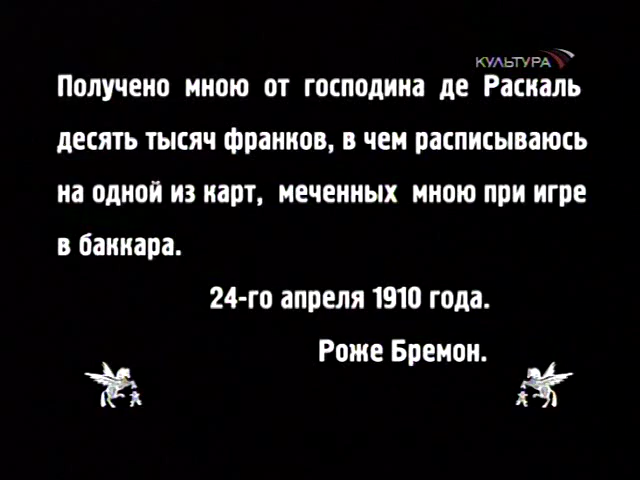 КУЛЬТУРА
Получено мною от господина де Раскаль
десять тысяч франков, в чем расписываюсь
на одной из карт, меченных мною при игре
в баккара.
24-го апреля 1910 года.
Роже Бремон.